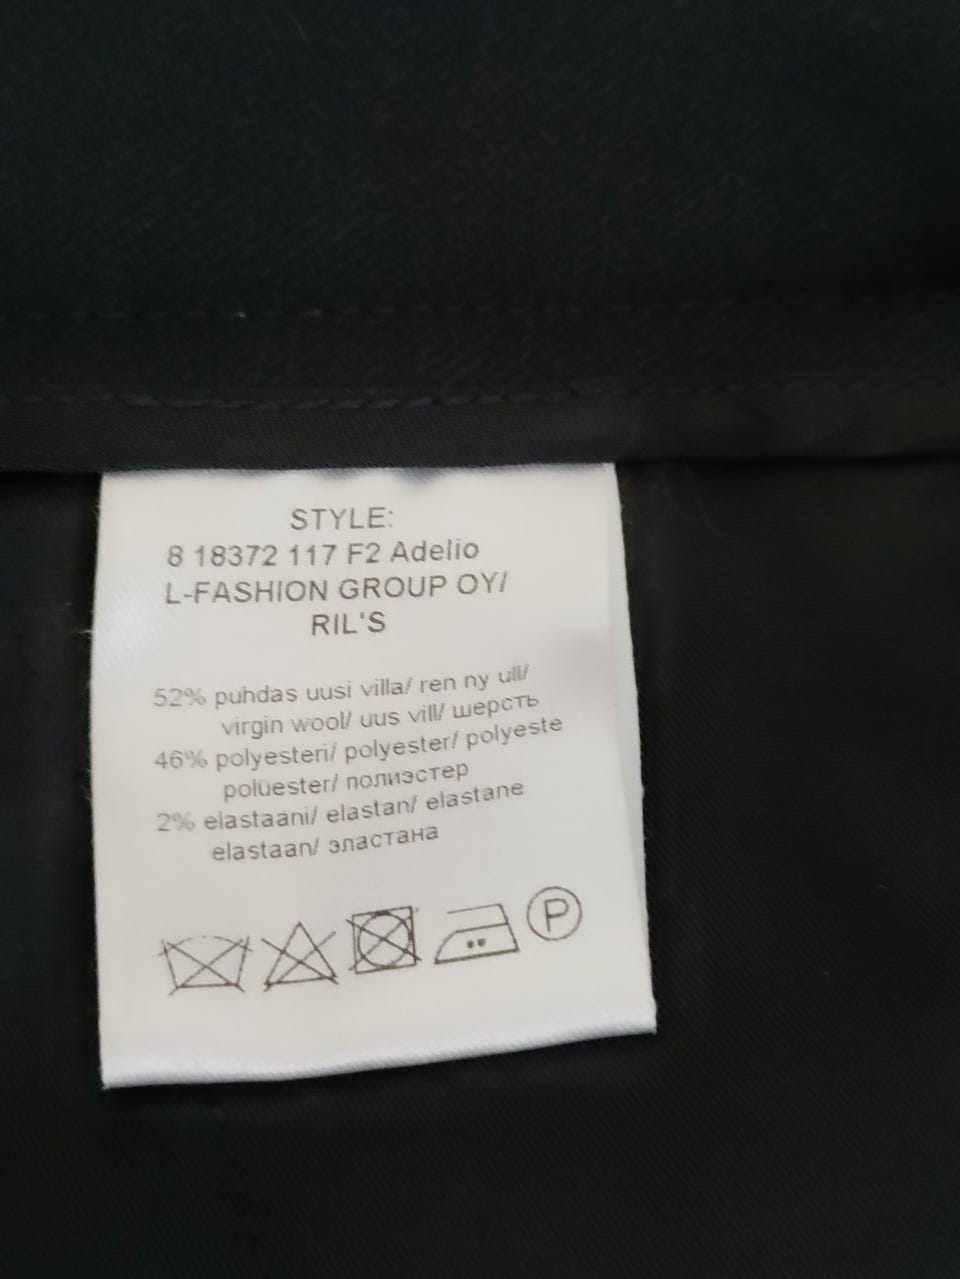 STYLE:
8 18372 117 F2 Adelio
L-FASHION GROUP OY/
RIL'S
52% puhdas uusi villa/ ren ny ull/
virgin wool/ uus vill/ шерсть
46% polyesteri/ polyester/ polyeste
polüester/ полиэстер
2% elastaani/ elastan/ elastane
elastaan/ эластана
P